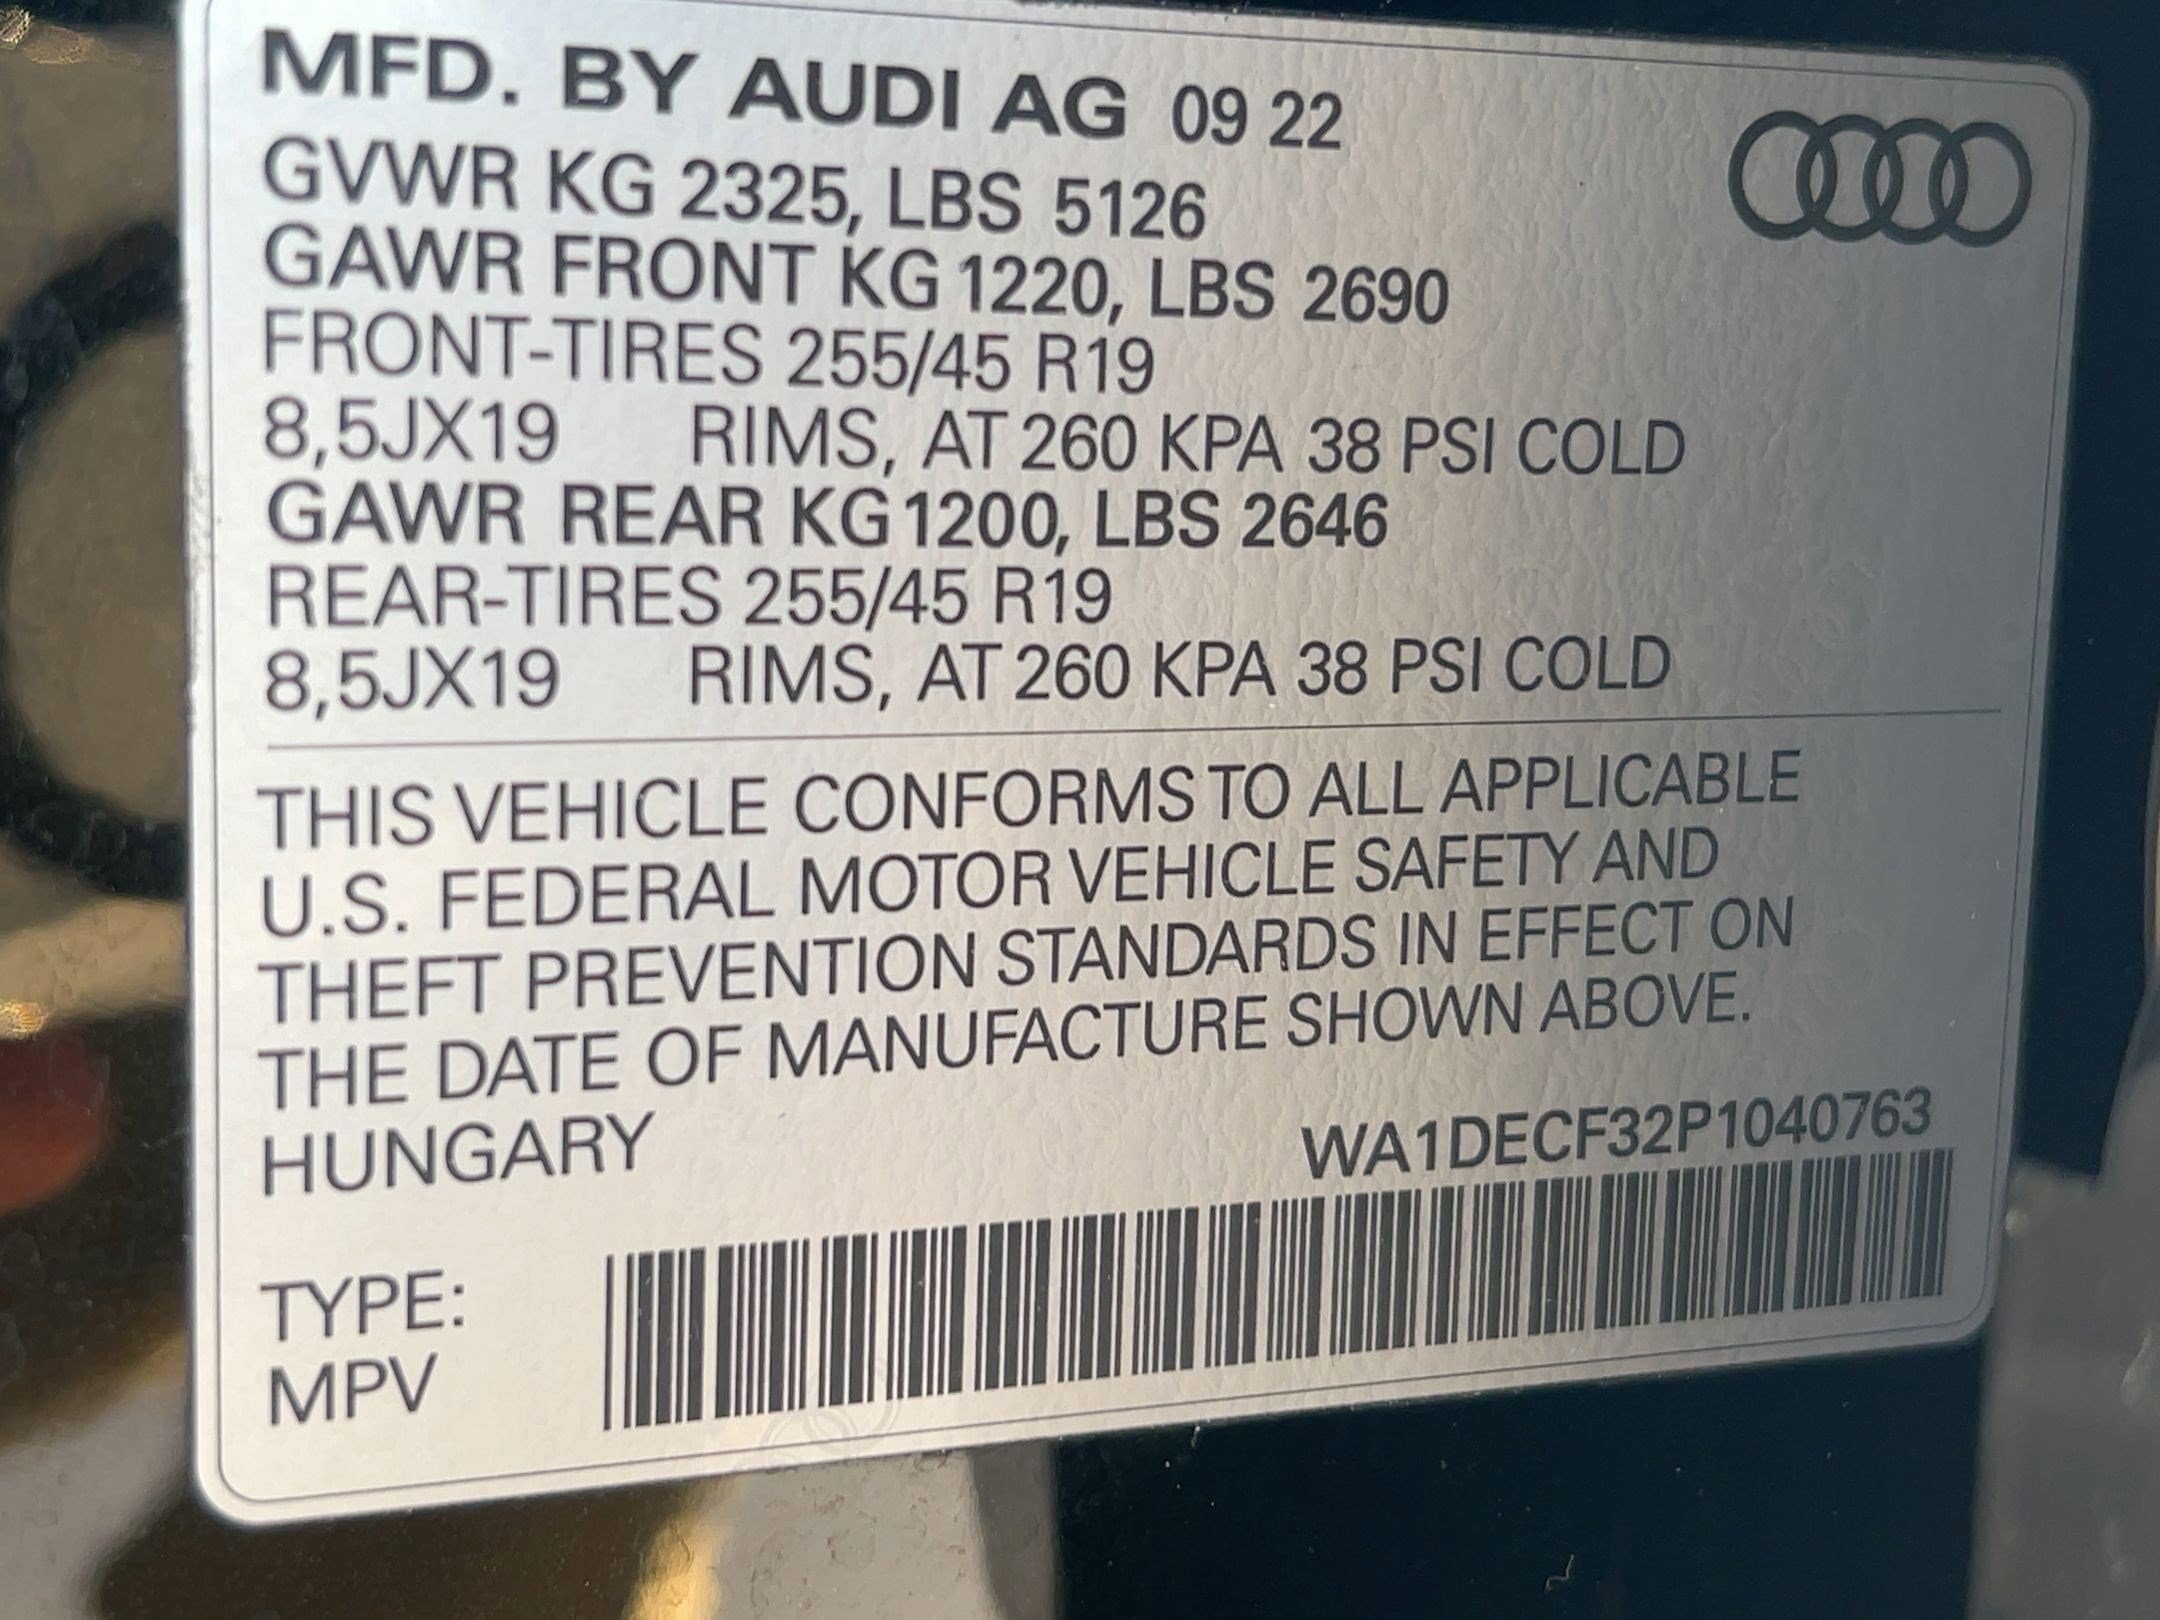 MFD. BY AUDI AG 09 22
GVWR KG 2325, LBS 5126
GAWR FRONT KG 1220, LBS 2690
FRONT-TIRES 255/45 R19
8,5JX19 RIMS, AT 260 KPA 38 PSI COLD
GAWR REAR KG 1200, LBS 2646
REAR-TIRES 255/45 R19
8,5JX19 RIMS, AT 260 KPA 38 PSI COLD
THIS VEHICLE CONFORMS TO ALL APPLICABLE
U.S. FEDERAL MOTOR VEHICLE SAFETY AND
THEFT PREVENTION STANDARDS IN EFFECT ON
THE DATE OF MANUFACTURE SHOWN ABOVE.
HUNGARY WA1DECF32P1040763
TYPE:
MPV